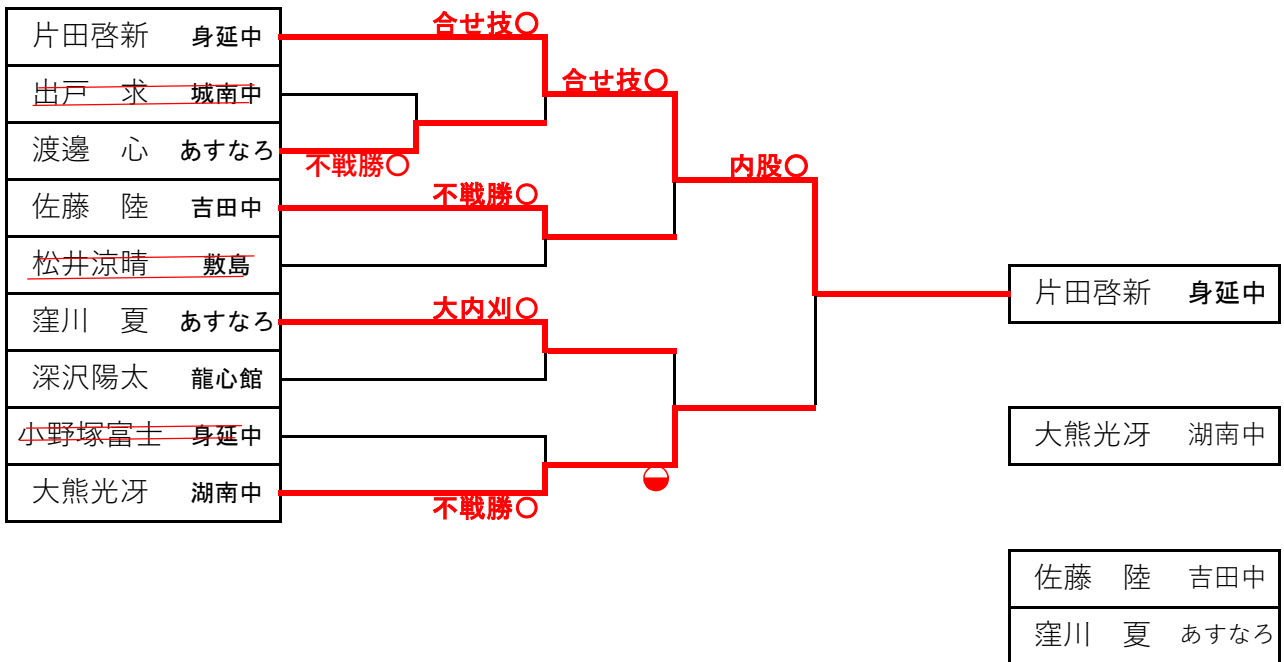 片田啓新 身延中
出戸 求 城南中
渡邊 心 あすなろ
佐藤 陸 吉田中
松井涼晴 敷島
窪川 夏 あすなろ
深沢陽太 龍心館
小野塚富士 身延中
大熊光冴 湖南中
合せ技〇
不戦勝〇
不戦勝〇
大内刈〇
不戦勝〇
合せ技〇
内股〇
片田啓新 身延中
大熊光冴 湖南中
佐藤 陸 吉田中
窪川 夏 あすなろ